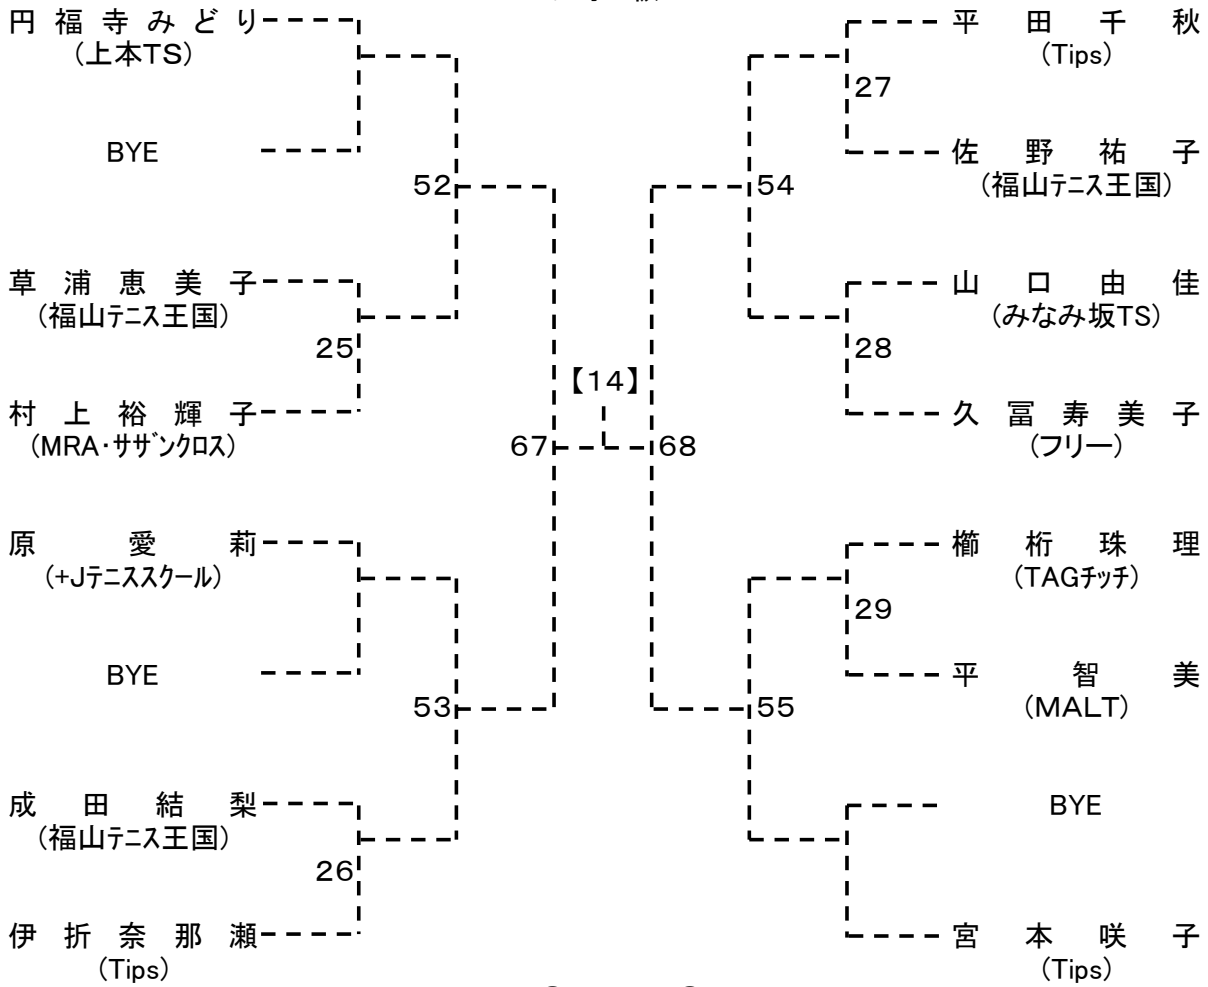 円福寺みどり
(上本TS)
BYE
52
草浦恵美子
(福山テニス王国)
25
村上裕輝子
(MRA・サザンクロス)
67
原愛莉
(+Jテニススクール)
BYE
53
成田結梨
(福山テニス王国)
26
伊折奈那瀬
(Tips)
【14】
平田千秋
(Tips)
27
佐野祐子
(福山テニス王国)
54
山口由佳
(みなみ坂TS)
28
久冨寿美子
(フリー)
68
櫛桁珠理
(TAGチッチ)
29
平智美
(MALT)
55
BYE
宮本咲子
(Tips)